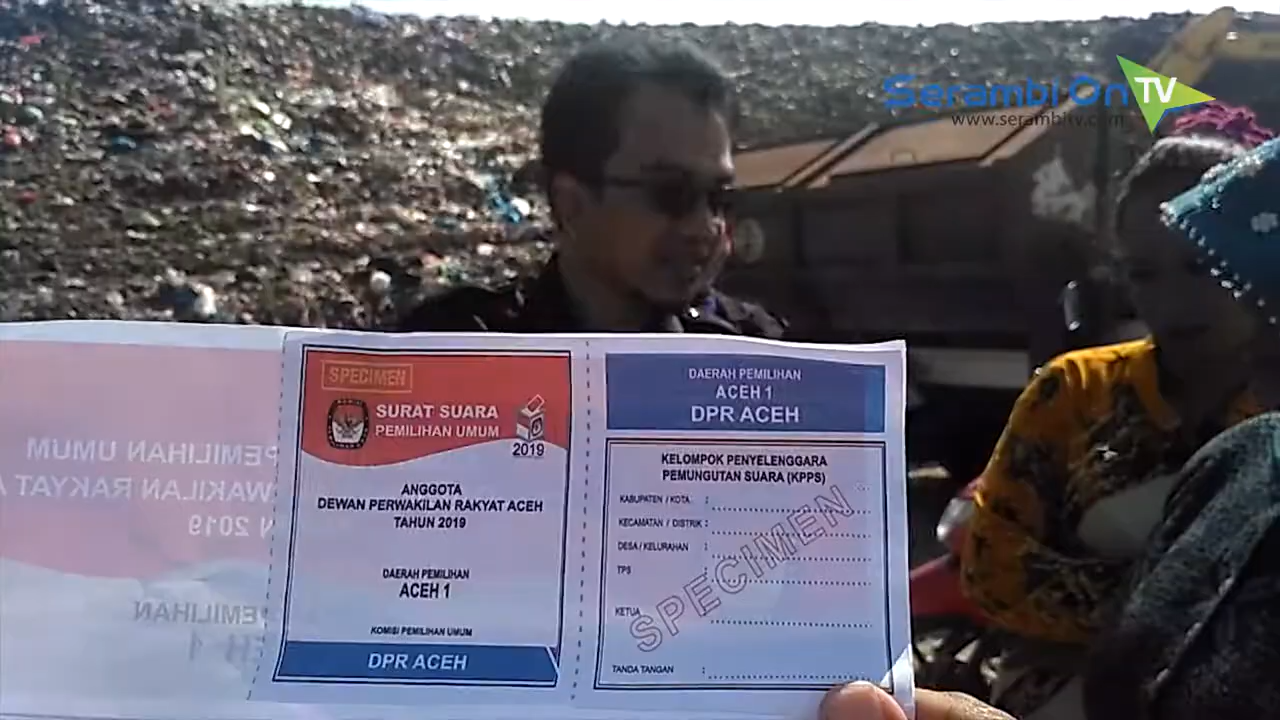 Serambi On TV
www.serambitv.com
SPECIMEN
SURAT SUARA
PEMILIHAN UMUM
2019
ANGGOTA
DEWAN PERWAKILAN RAKYAT ACEH
TAHUN 2019
DAERAH PEMILIHAN
ACEH 1
KOMISI PEMILIHAN UMUM
DPR ACEH
DAERAH PEMILIHAN
ACEH 1
DPR ACEH
KELOMPOK PENYELENGGARA
PEMUNGUTAN SUARA (KPPS)
KABUPATEN / KOTA :
KECAMATAN / DISTRIK :
DESA / KELURAHAN :
TPS :
KETUA :
TANDA TANGAN :
SPECIMEN
PEMILIHAN UMUM
WAKILAN RAKYAT A
N 2019
EMILIHAN
H 1